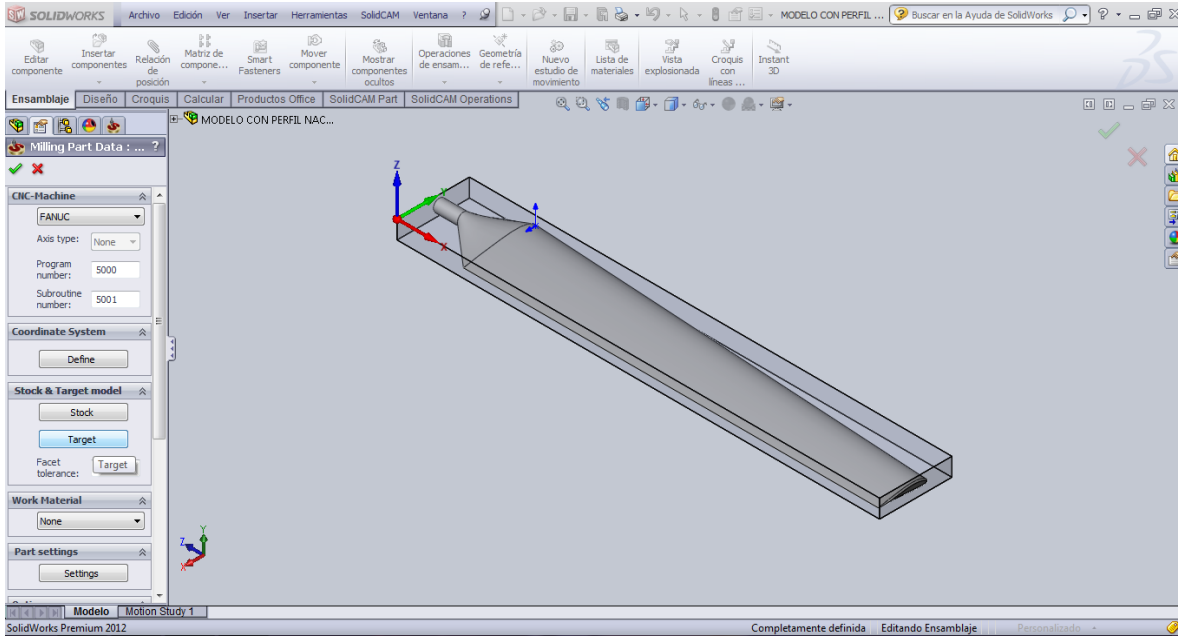 SOLIDWORKS Archivo Edición Ver Insertar Herramientas SolidCAM Ventana ? MODELO CON PERFIL ... Buscar en la Ayuda de SolidWorks ?
Editar componente
Insertar componentes
Relación de posición
Matriz de compone...
Smart Fasteners
Mover componente
Mostrar componentes ocultos
Operaciones de ensam...
Geometría de refe...
Nuevo estudio de movimiento
Lista de materiales
Vista explosionada
Croquis con líneas ...
Instant 3D
Ensamblaje Diseño Croquis Calcular Productos Office SolidCAM Part SolidCAM Operations
MODELO CON PERFIL NAC...
Milling Part Data : ... ?
CNC-Machine
FANUC
Axis type: None
Program number: 5000
Subroutine number: 5001
Coordinate System
Define
Stock & Target model
Stock
Target
Facet tolerance:
Target
Work Material
None
Part settings
Settings
Z
Y
X
Y
Z
X
Modelo Motion Study 1
SolidWorks Premium 2012 Completamente definida Editando Ensamblaje Personalizado